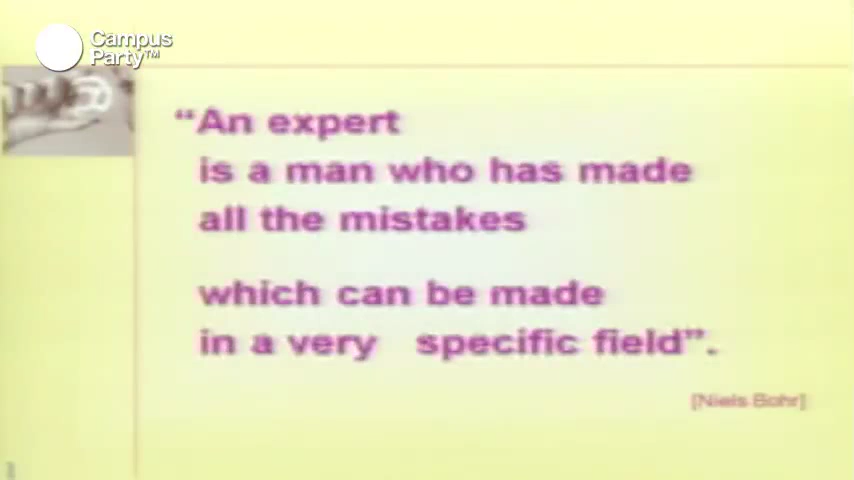 Campus
Party™
“An expert
is a man who has made
all the mistakes
which can be made
in a very specific field”.
[Niels Bohr]